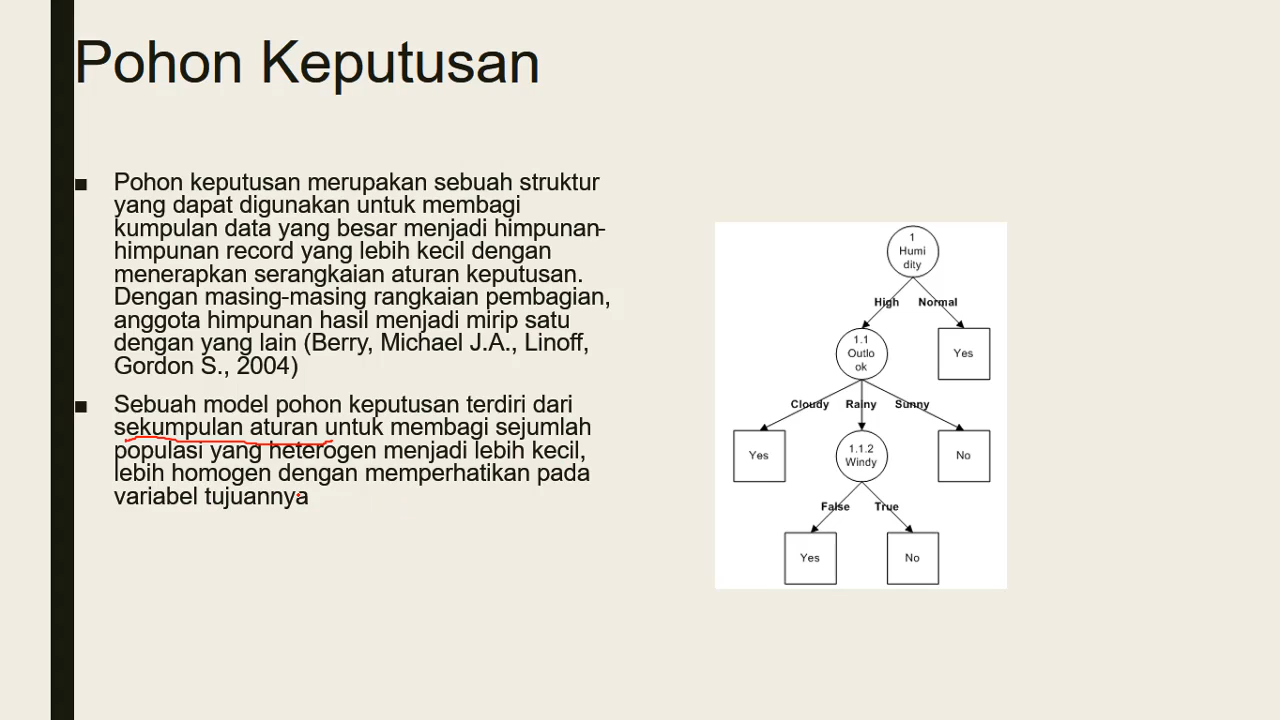 Pohon Keputusan
Pohon keputusan merupakan sebuah struktur
yang dapat digunakan untuk membagi
kumpulan data yang besar menjadi himpunan-
himpunan record yang lebih kecil dengan
menerapkan serangkaian aturan keputusan.
Dengan masing-masing rangkaian pembagian,
anggota himpunan hasil menjadi mirip satu
dengan yang lain (Berry, Michael J.A., Linoff,
Gordon S., 2004)
Sebuah model pohon keputusan terdiri dari
sekumpulan aturan untuk membagi sejumlah
populasi yang heterogen menjadi lebih kecil,
lebih homogen dengan memperhatikan pada
variabel tujuannya
1
Humi
dity
High Normal
1.1
Outlo
ok
Yes
Cloudy Rainy Sunny
Yes
1.1.2
Windy
No
False True
Yes
No